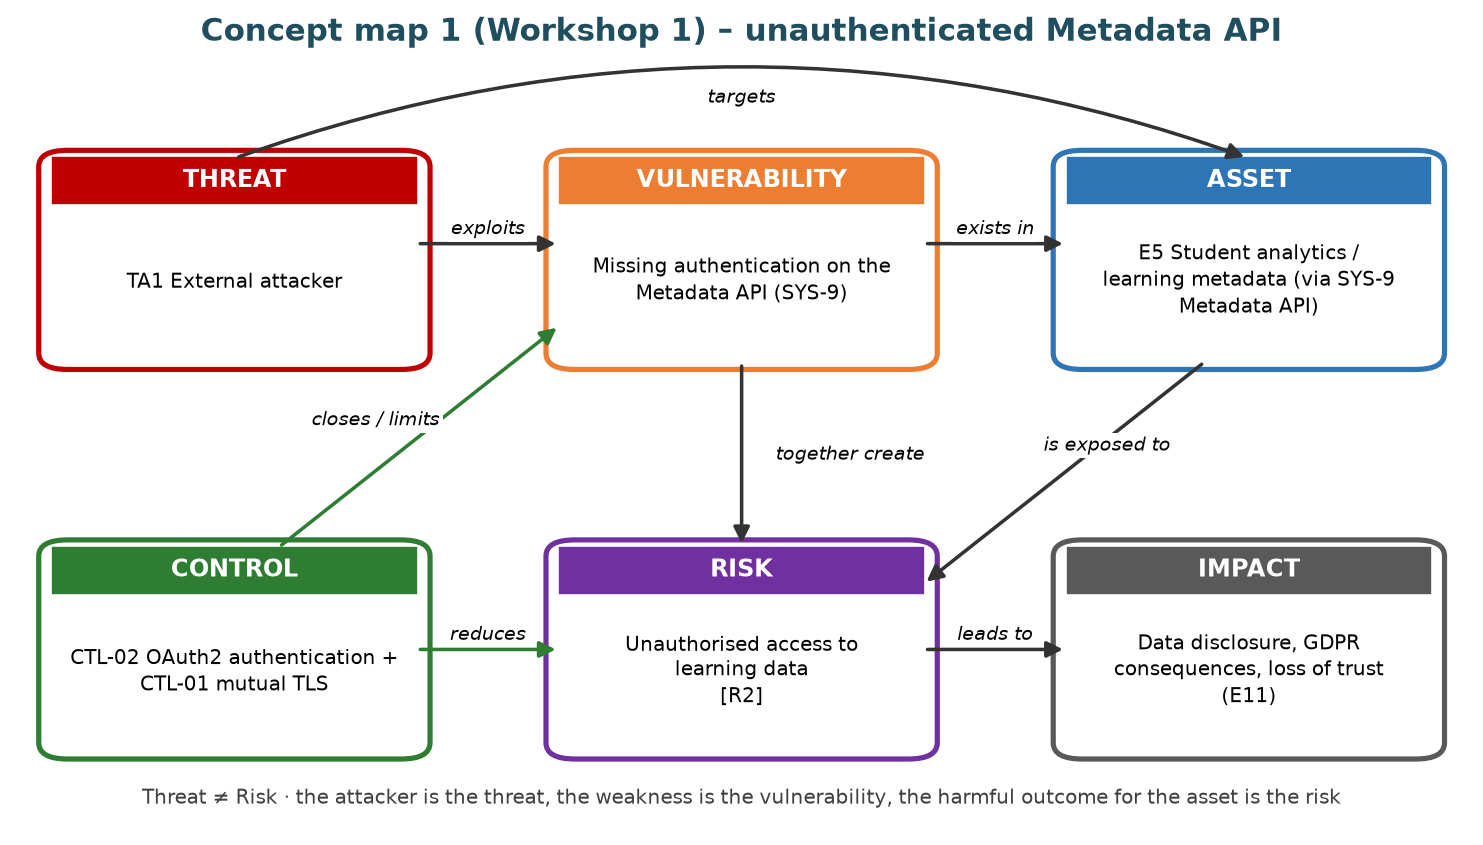 Concept map 1 (Workshop 1) – unauthenticated Metadata API
targets
THREAT
TA1 External attacker
exploits
VULNERABILITY
Missing authentication on the
Metadata API (SYS-9)
exists in
ASSET
E5 Student analytics /
learning metadata (via SYS-9
Metadata API)
closes / limits
together create
is exposed to
CONTROL
CTL-02 OAuth2 authentication +
CTL-01 mutual TLS
reduces
RISK
Unauthorised access to
learning data
[R2]
leads to
IMPACT
Data disclosure, GDPR
consequences, loss of trust
(E11)
Threat ≠ Risk · the attacker is the threat, the weakness is the vulnerability, the harmful outcome for the asset is the risk